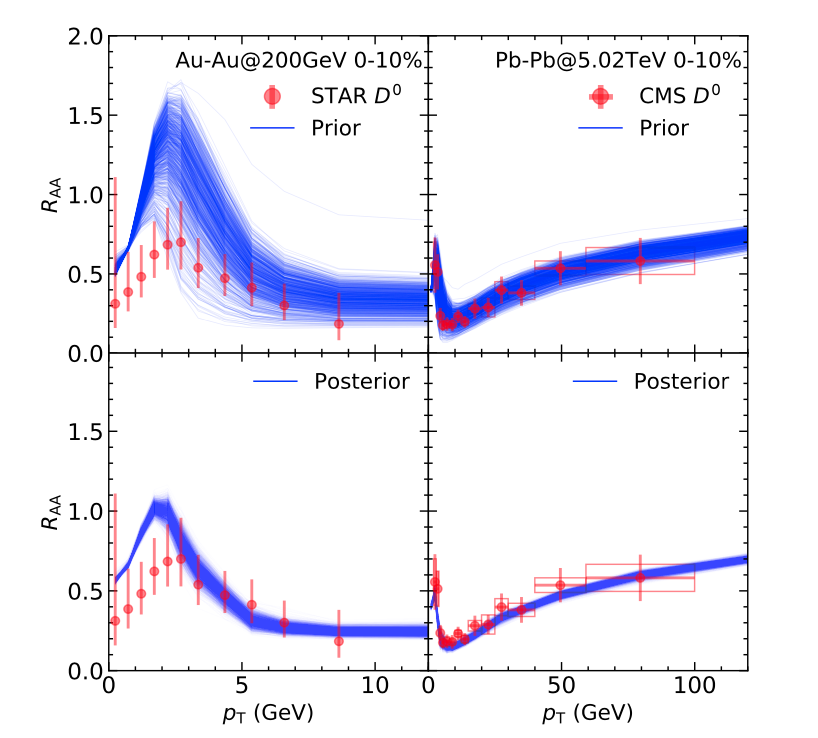 2.0
Au-Au@200GeV 0-10%
Pb-Pb@5.02TeV 0-10%
STAR D⁰
CMS D⁰
Prior
Prior
1.5
1.0
R_AA
0.5
0.0
Posterior
Posterior
1.5
1.0
R_AA
0.5
0.0
0 5 10 0 50 100
p_T (GeV) p_T (GeV)